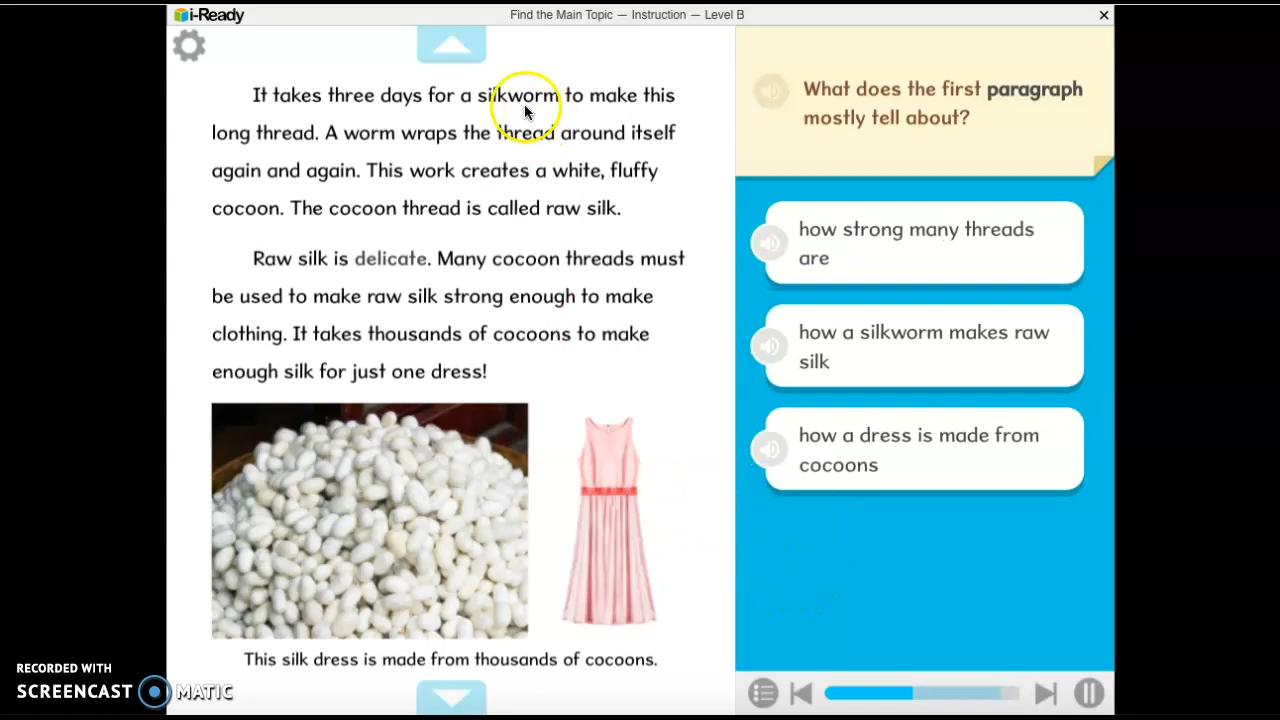 i-Ready
Find the Main Topic — Instruction — Level B
It takes three days for a silkworm to make this
long thread. A worm wraps the thread around itself
again and again. This work creates a white, fluffy
cocoon. The cocoon thread is called raw silk.
Raw silk is delicate. Many cocoon threads must
be used to make raw silk strong enough to make
clothing. It takes thousands of cocoons to make
enough silk for just one dress!
This silk dress is made from thousands of cocoons.
What does the first paragraph
mostly tell about?
how strong many threads
are
how a silkworm makes raw
silk
how a dress is made from
cocoons
RECORDED WITH
SCREENCAST MATIC